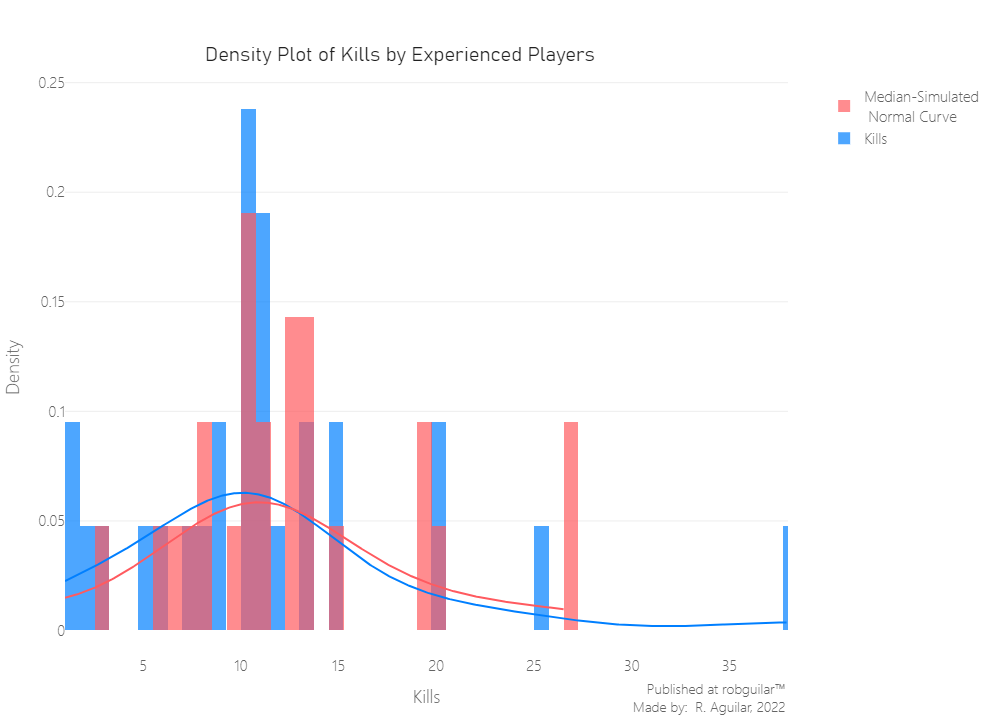 Density Plot of Kills by Experienced Players
Median-Simulated
Normal Curve
Kills
0.25
0.2
0.15
0.1
0.05
0
Density
5
10
15
20
25
30
35
Kills
Published at robguilar™
Made by: R. Aguilar, 2022